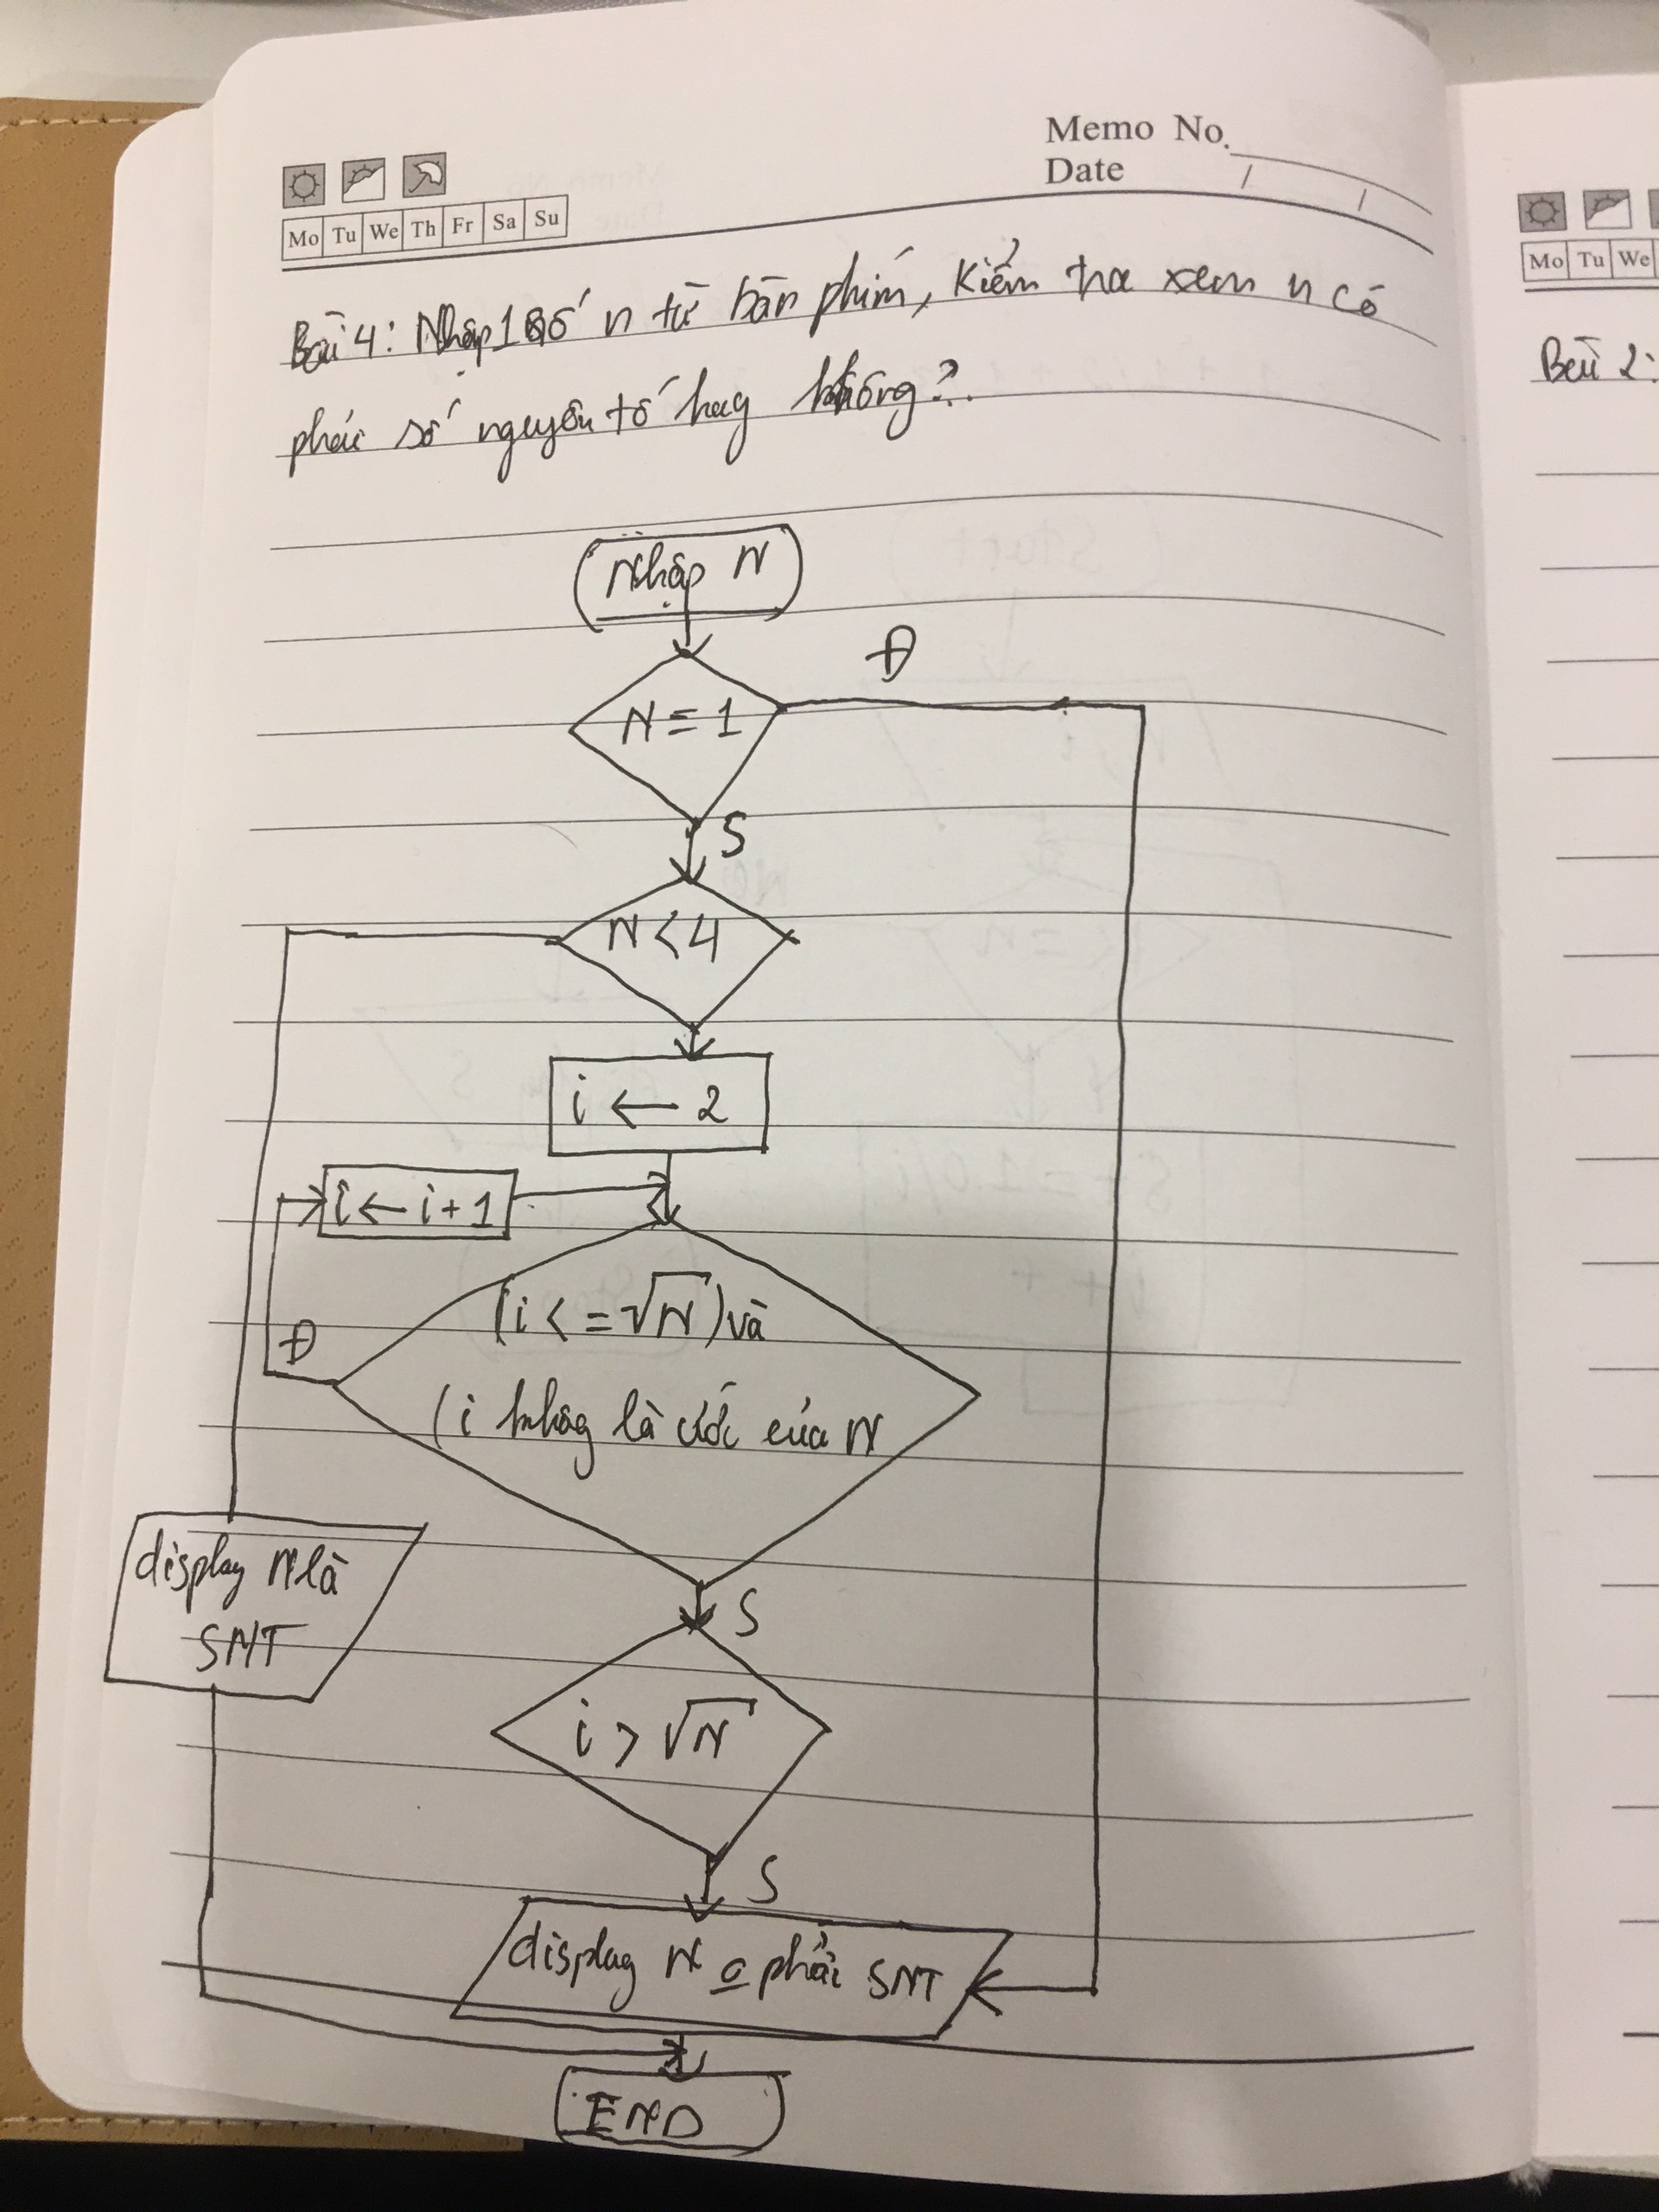 Memo No.
Date / /
Mo Tu We Th Fr Sa Su
Mo Tu We
Bài 4: Nhập 1 số n từ bàn phím, kiểm tra xem n có
phải số nguyên tố hay không?
Bài 2:
Nhập N
Đ
N = 1
S
N < 4
i ← 2
i ← i + 1
(i < = √N) và
Đ
(i không là ước của N
display N là
SNT
S
i > √N
S
display N o phải SNT
END